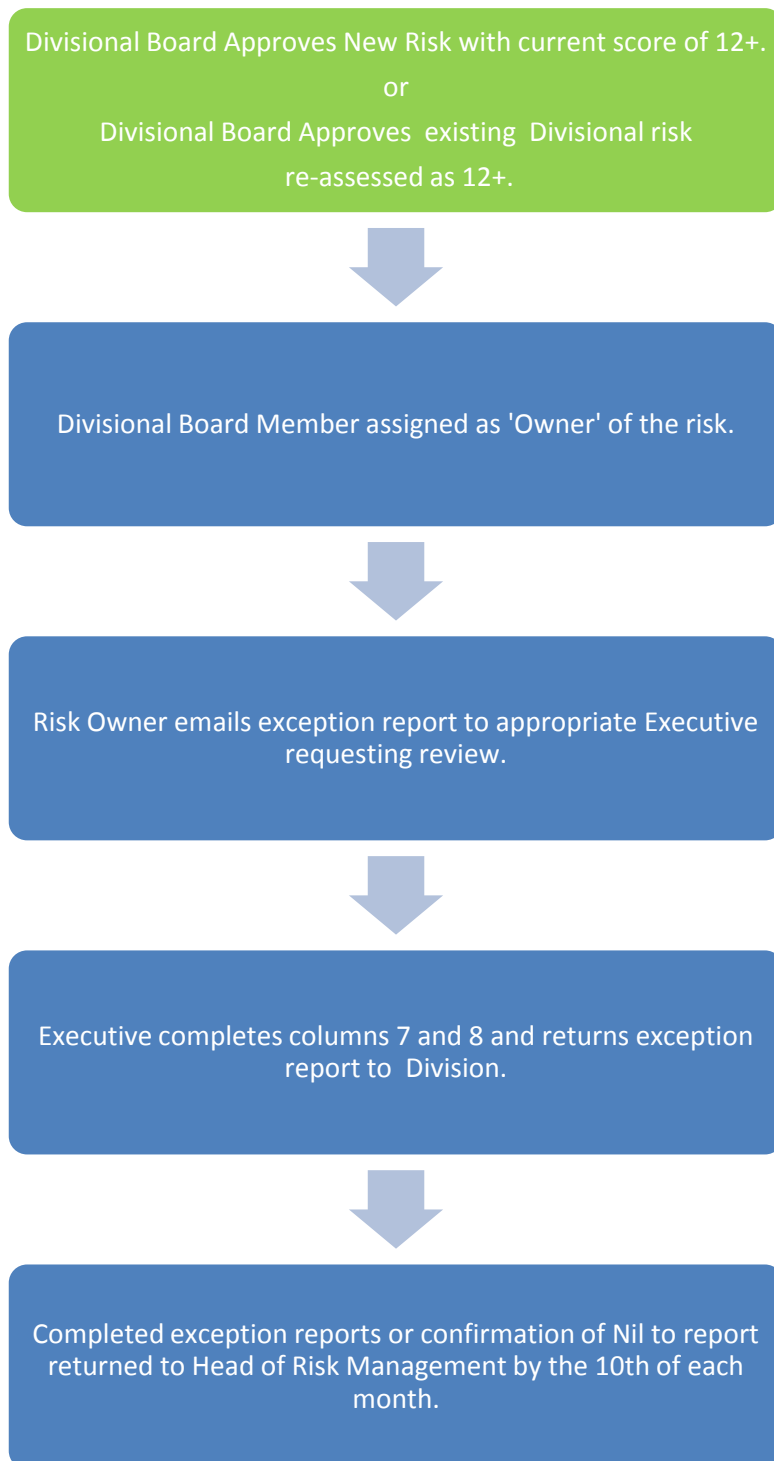 Divisional Board Approves New Risk with current score of 12+.
or
Divisional Board Approves existing Divisional risk
re-assessed as 12+.
Divisional Board Member assigned as 'Owner' of the risk.
Risk Owner emails exception report to appropriate Executive
requesting review.
Executive completes columns 7 and 8 and returns exception
report to Division.
Completed exception reports or confirmation of Nil to report
returned to Head of Risk Management by the 10th of each
month.